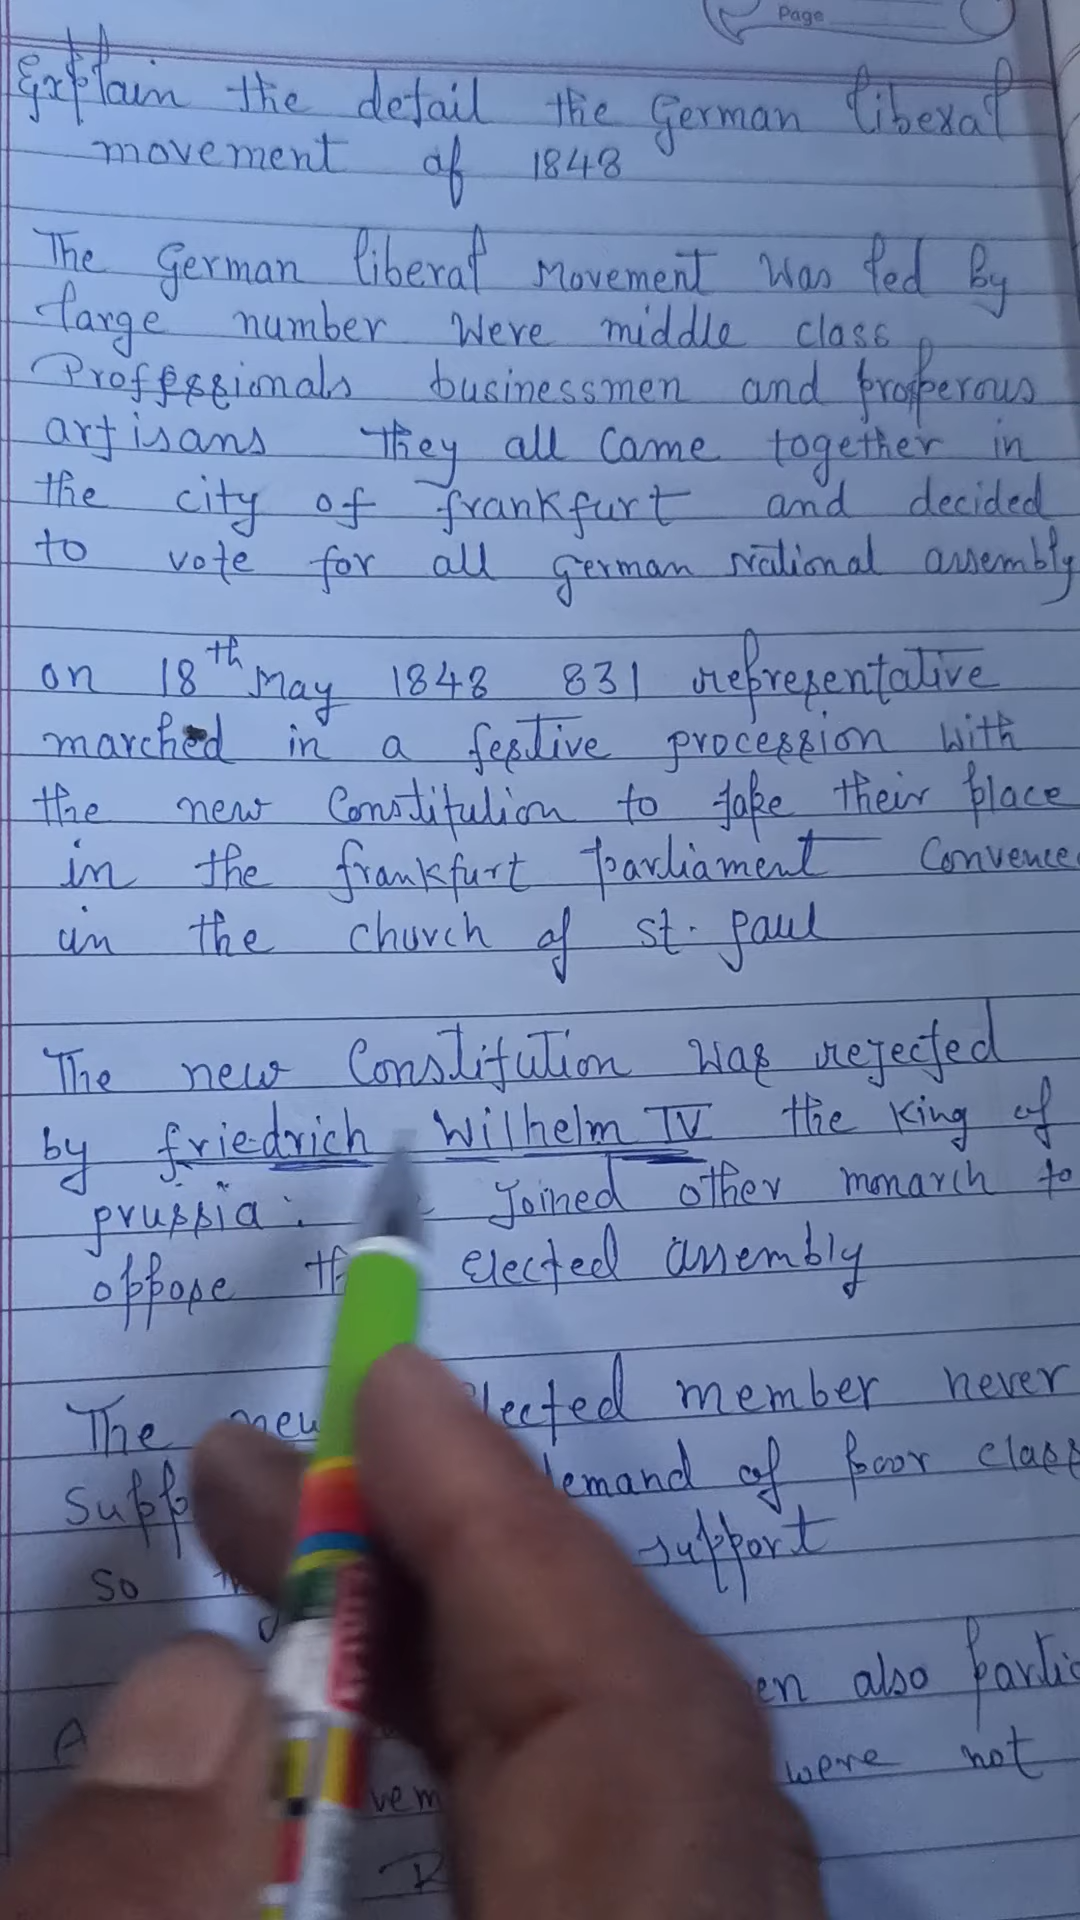 Page
Explain the detail the German liberal
movement of 1848
The German liberal Movement Was led By
large number Were middle class
Professionals businessmen and prosperous
artisans They all Came together in
the city of frankfurt and decided
to vote for all German National assembly
on 18th May 1848 831 representative
marched in a festive procession With
the new Constitution to take their place
in the frankfurt Parliament Convence
in the church of st. paul
The new Constitution was rejected
by friedrich Wilhelm IV the King of
prussia: Joined other monarch to
oppose elected assembly
The lected member never
Supp emand of poor class
So support
en also partic
A were not
vem
R